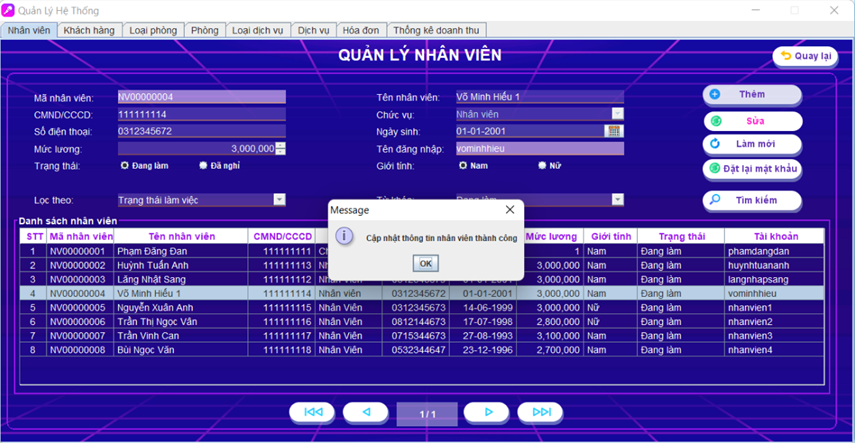 Quản Lý Hệ Thống
Nhân viên Khách hàng Loại phòng Phòng Loại dịch vụ Dịch vụ Hóa đơn Thống kê doanh thu
QUẢN LÝ NHÂN VIÊN
Quay lại
Mã nhân viên: NV00000004 Tên nhân viên: Võ Minh Hiếu 1 Thêm
CMND/CCCD: 111111114 Chức vụ: Nhân viên
Số điện thoại: 0312345672 Ngày sinh: 01-01-2001 Sửa
Mức lương: 3,000,000 Tên đăng nhập: vominhhieu Làm mới
Trạng thái: Đang làm Đã nghỉ Giới tính: Nam Nữ Đặt lại mật khẩu
Lọc theo: Trạng thái làm việc Tìm kiếm
Message
Cập nhật thông tin nhân viên thành công
OK
Danh sách nhân viên
STT Mã nhân viên Tên nhân viên CMND/CCCD Mức lương Giới tính Trạng thái Tài khoản
1 NV00000001 Phạm Đăng Đan 111111111 1 Nam Đang làm phamdangdan
2 NV00000002 Huỳnh Tuấn Anh 111111113 3,000,000 Nam Đang làm huynhtuananh
3 NV00000003 Lăng Nhật Sang 111111112 3,000,000 Nam Đang làm langnhapsang
4 NV00000004 Võ Minh Hiếu 1 111111114 Nhân viên 0312345672 01-01-2001 3,000,000 Nam Đang làm vominhhieu
5 NV00000005 Nguyễn Xuân Anh 111111115 Nhân Viên 0312345673 14-06-1999 3,000,000 Nữ Đang làm nhanvien1
6 NV00000006 Trần Thị Ngọc Vân 111111116 Nhân Viên 0812144673 17-07-1998 2,800,000 Nữ Đang làm nhanvien2
7 NV00000007 Trần Vinh Can 111111117 Nhân Viên 0715344673 27-08-1993 3,100,000 Nam Đang làm nhanvien3
8 NV00000008 Bùi Ngọc Văn 111111118 Nhân Viên 0532344647 23-12-1996 2,700,000 Nam Đang làm nhanvien4
1/1